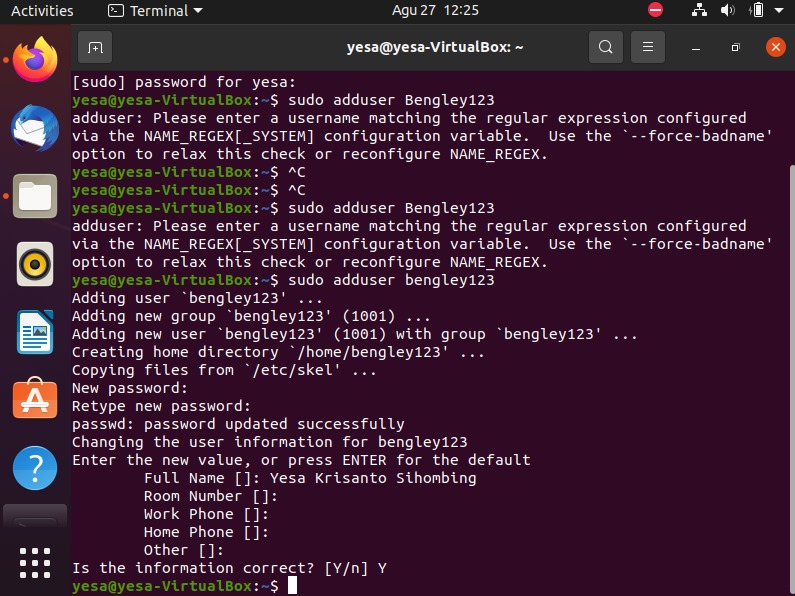 Activities
Terminal
Agu 27 12:25
yesa@yesa-VirtualBox: ~
[sudo] password for yesa:
yesa@yesa-VirtualBox:~$ sudo adduser Bengley123
adduser: Please enter a username matching the regular expression configured
via the NAME_REGEX[_SYSTEM] configuration variable.  Use the `--force-badname'
option to relax this check or reconfigure NAME_REGEX.
yesa@yesa-VirtualBox:~$ ^C
yesa@yesa-VirtualBox:~$ ^C
yesa@yesa-VirtualBox:~$ sudo adduser Bengley123
adduser: Please enter a username matching the regular expression configured
via the NAME_REGEX[_SYSTEM] configuration variable.  Use the `--force-badname'
option to relax this check or reconfigure NAME_REGEX.
yesa@yesa-VirtualBox:~$ sudo adduser bengley123
Adding user `bengley123' ...
Adding new group `bengley123' (1001) ...
Adding new user `bengley123' (1001) with group `bengley123' ...
Creating home directory `/home/bengley123' ...
Copying files from `/etc/skel' ...
New password:
Retype new password:
passwd: password updated successfully
Changing the user information for bengley123
Enter the new value, or press ENTER for the default
Full Name []: Yesa Krisanto Sihombing
Room Number []:
Work Phone []:
Home Phone []:
Other []:
Is the information correct? [Y/n] Y
yesa@yesa-VirtualBox:~$